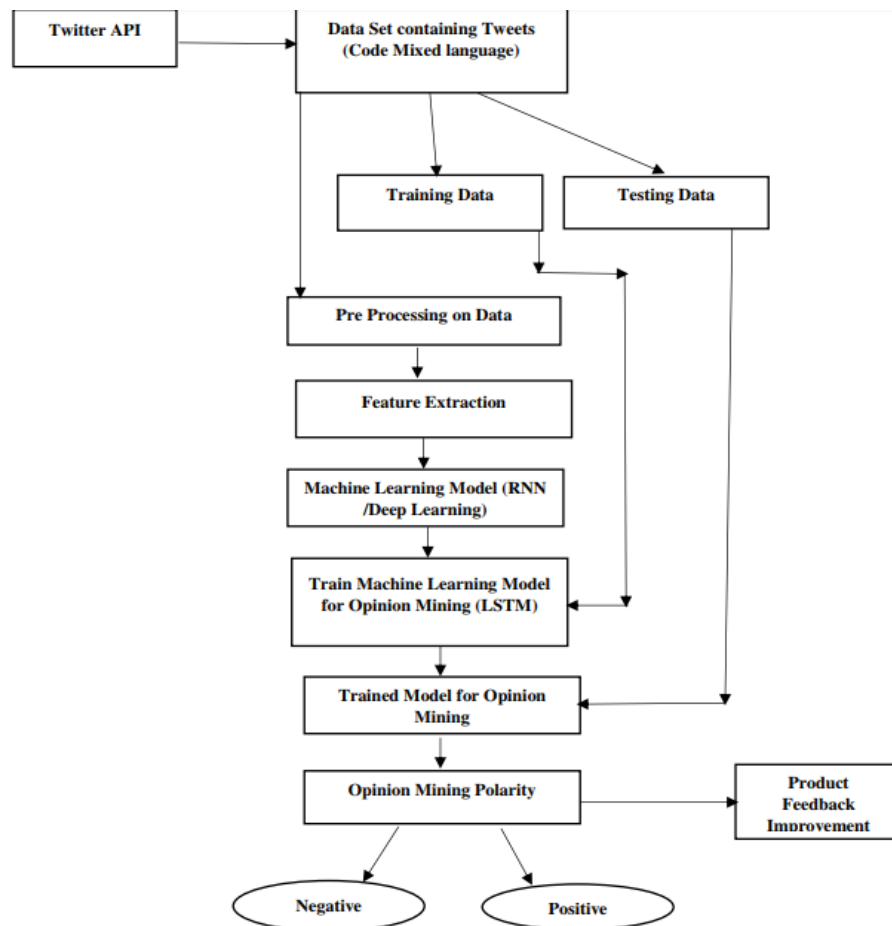 Twitter API
Data Set containing Tweets
(Code Mixed language)
Training Data
Testing Data
Pre Processing on Data
Feature Extraction
Machine Learning Model (RNN
/Deep Learning)
Train Machine Learning Model
for Opinion Mining (LSTM)
Trained Model for Opinion
Mining
Opinion Mining Polarity
Product
Feedback
Improvement
Negative
Positive